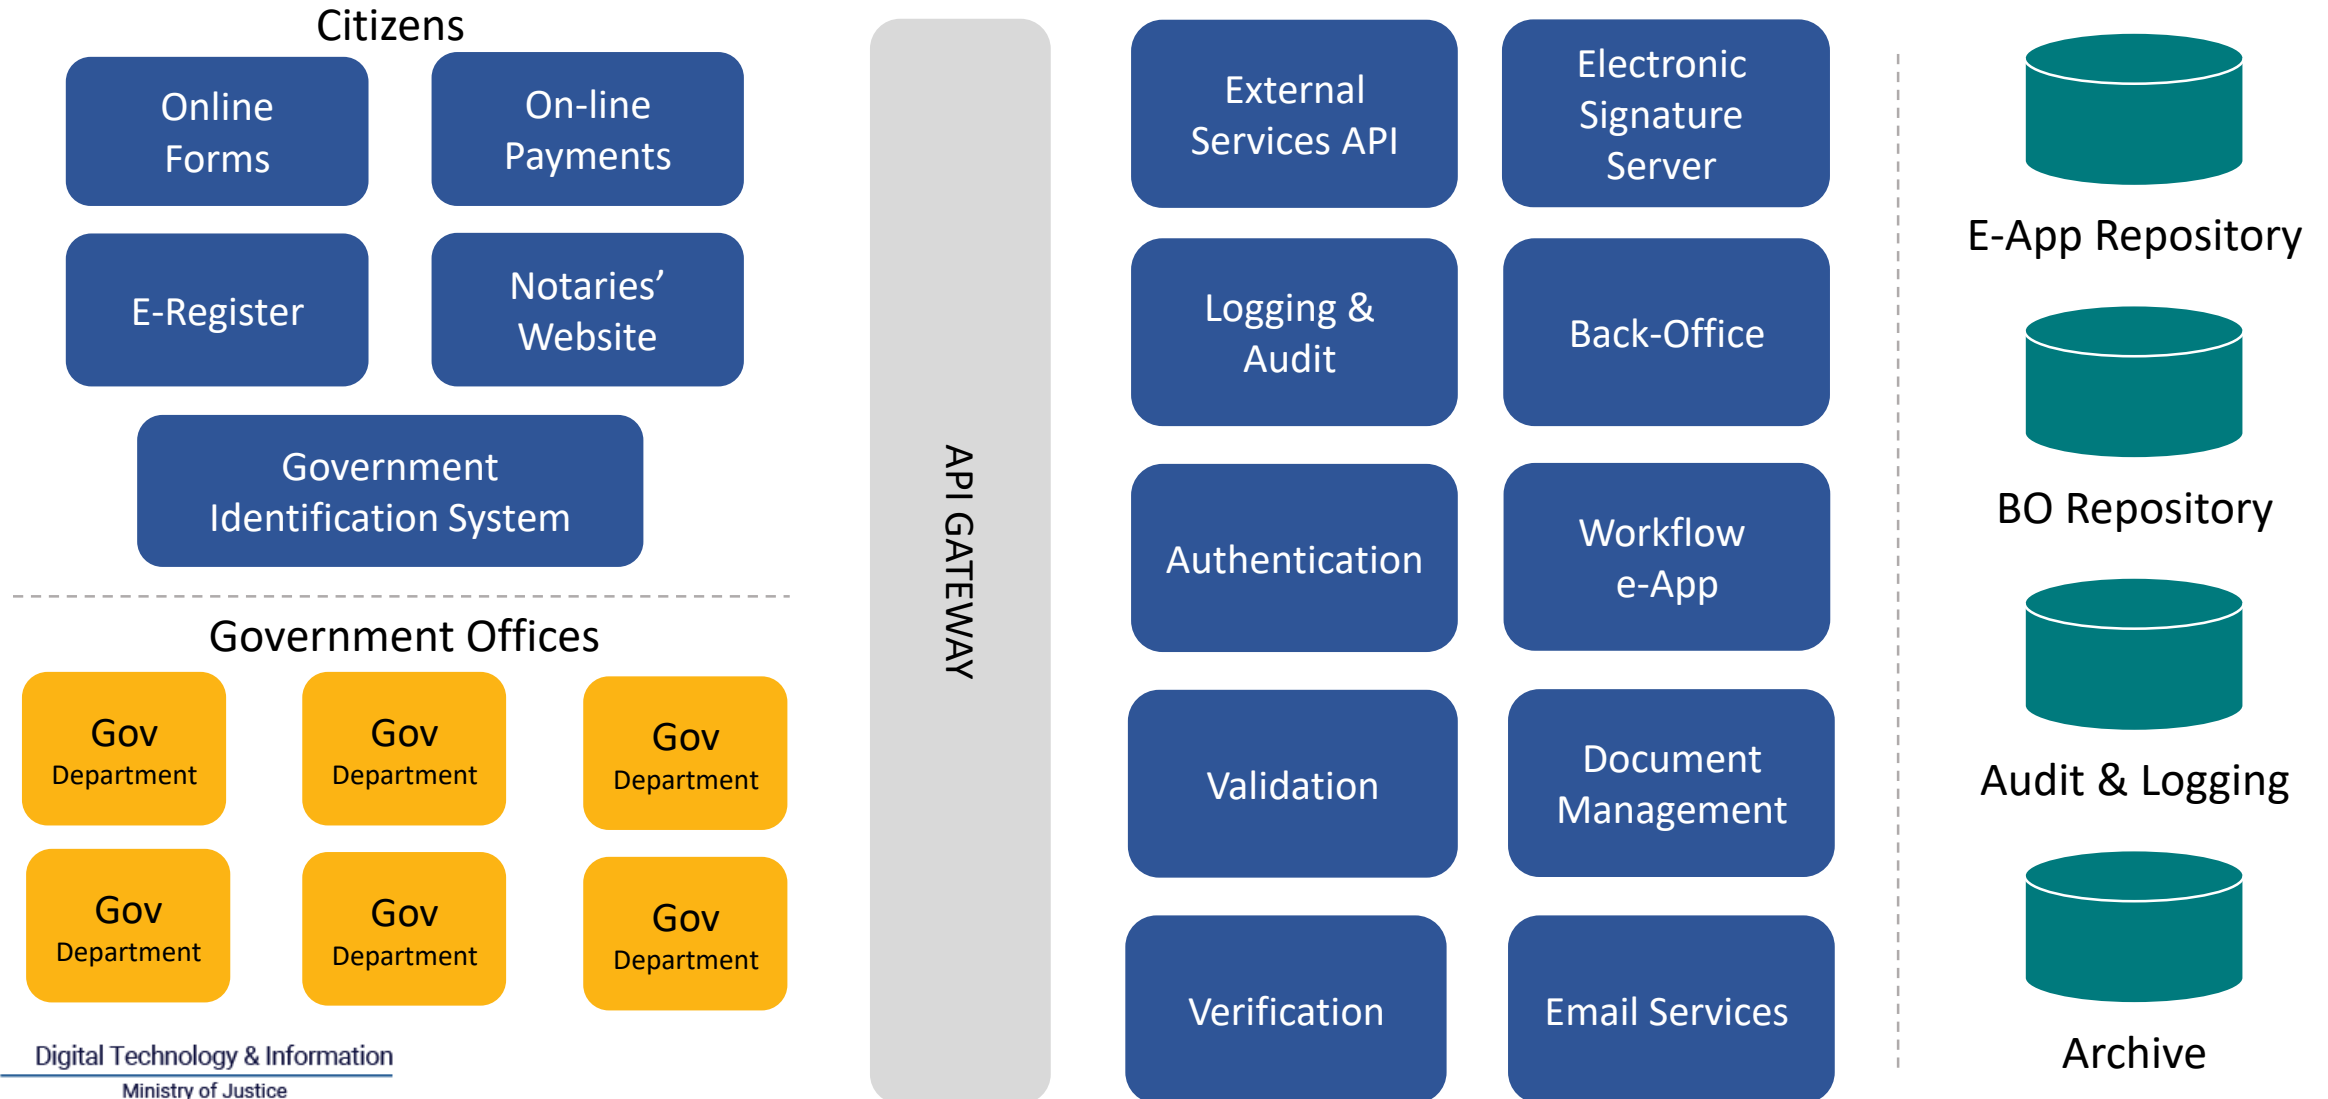 Citizens
Online
Forms
On-line
Payments
E-Register
Notaries’
Website
Government
Identification System
Government Offices
Gov
Department
Gov
Department
Gov
Department
Gov
Department
Gov
Department
Gov
Department
Digital Technology & Information
Ministry of Justice
API GATEWAY
External
Services API
Electronic
Signature
Server
Logging &
Audit
Back-Office
Authentication
Workflow
e-App
Validation
Document
Management
Verification
Email Services
E-App Repository
BO Repository
Audit & Logging
Archive